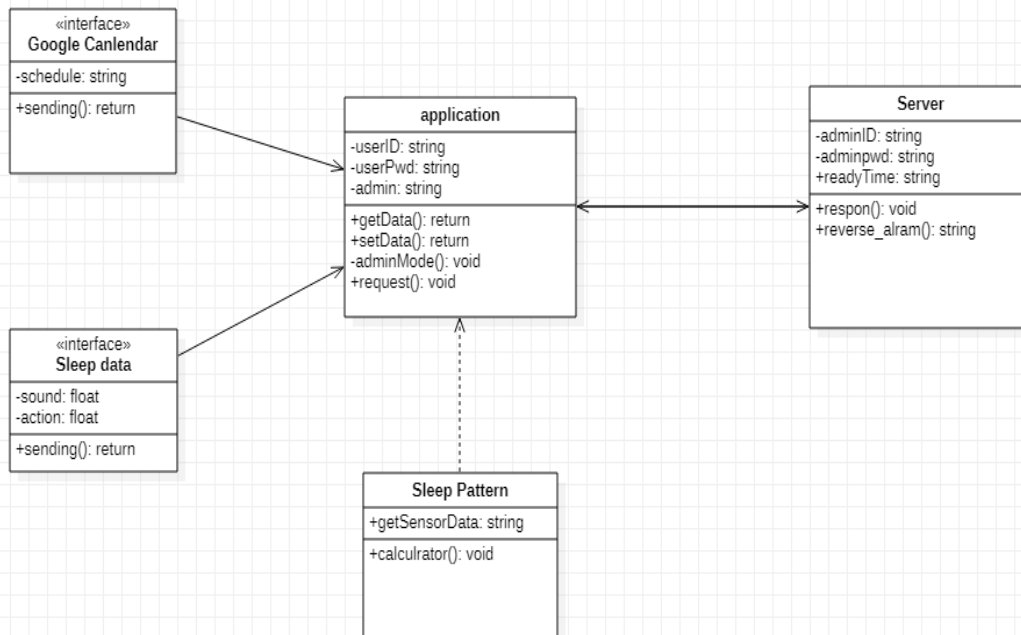 «interface»
Google Canlendar
-schedule: string
+sending(): return
application
-userID: string
-userPwd: string
-admin: string
+getData(): return
+setData(): return
-adminMode(): void
+request(): void
Server
-adminID: string
-adminpwd: string
+readyTime: string
+respon(): void
+reverse_alram(): string
«interface»
Sleep data
-sound: float
-action: float
+sending(): return
Sleep Pattern
+getSensorData: string
+calculrator(): void